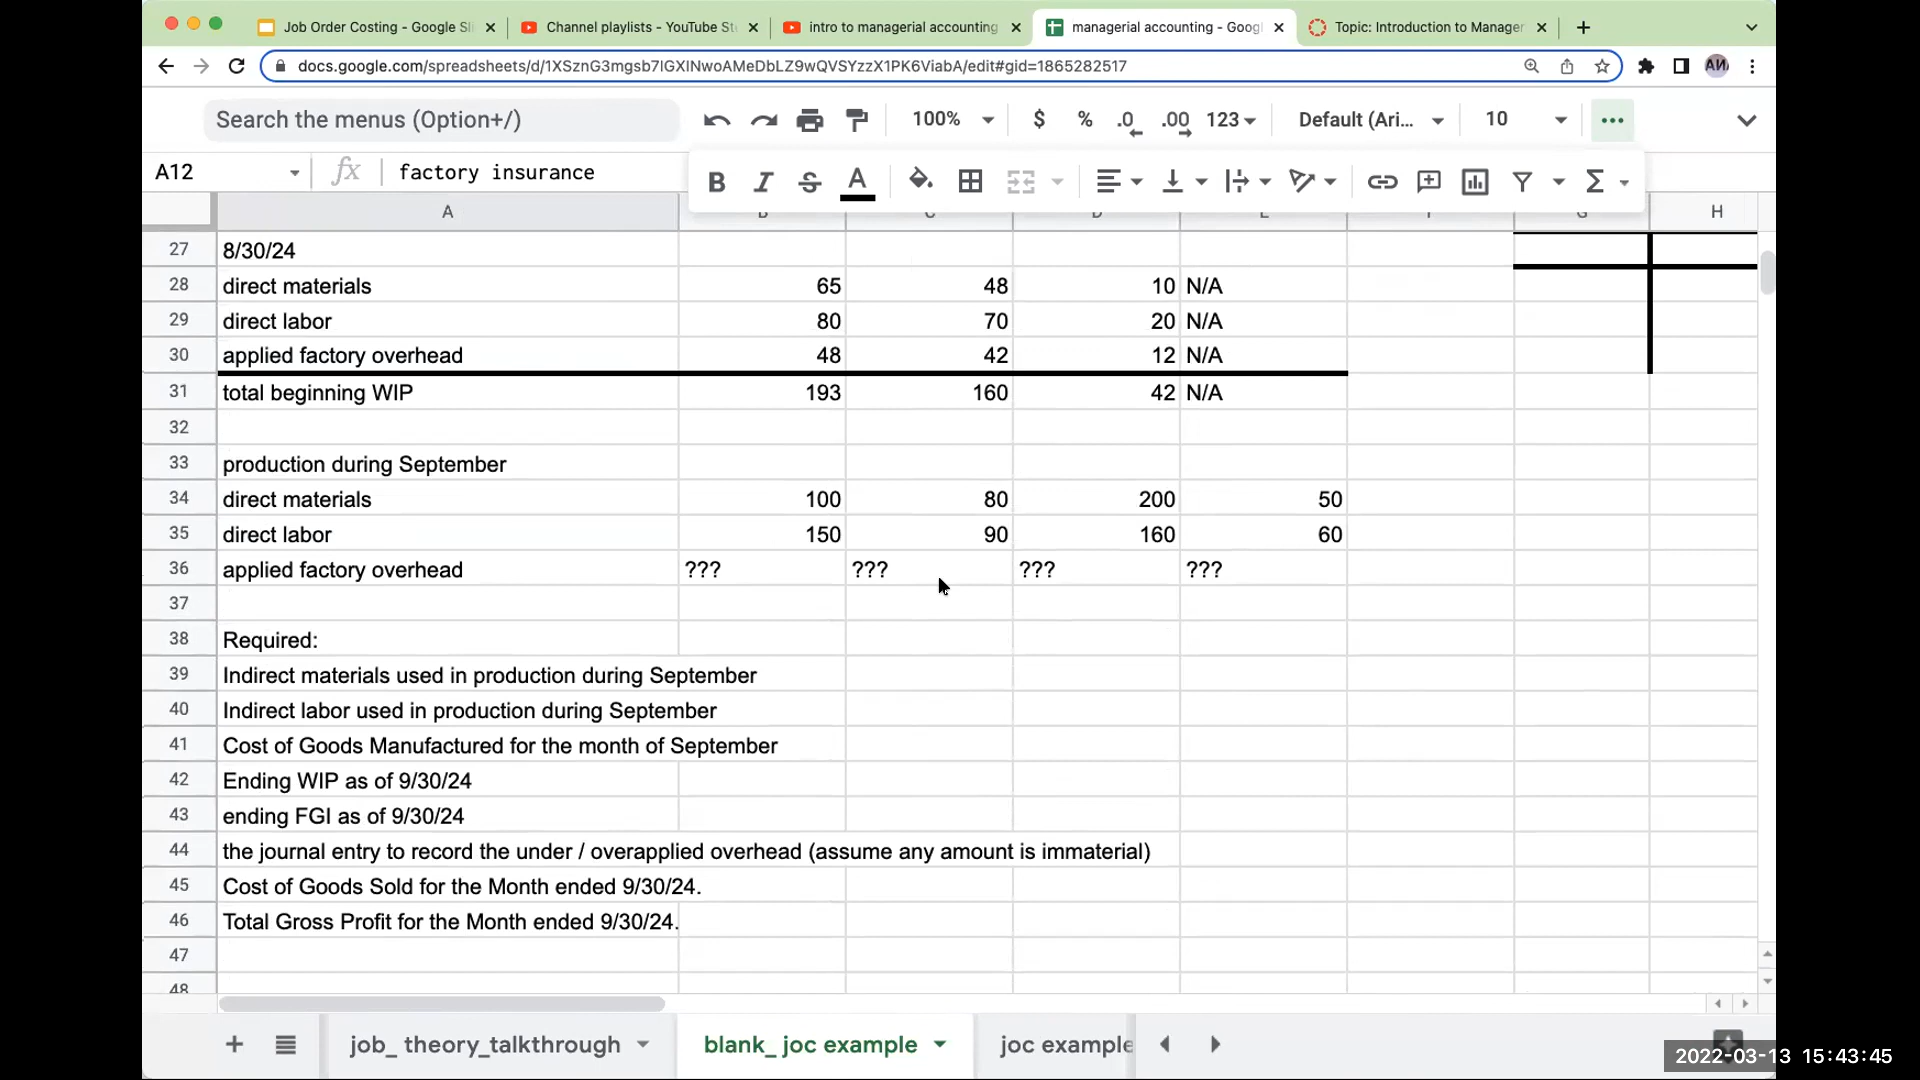 Job Order Costing - Google Sli
Channel playlists - YouTube St
intro to managerial accounting
managerial accounting - Goog
Topic: Introduction to Manager
docs.google.com/spreadsheets/d/1XSznG3mgsb7lGXlNwoAMeDbLZ9wQVSYzzX1PK6ViabA/edit#gid=1865282517
Search the menus (Option+/)
100% $ % .0 .00 123 Default (Ari... 10
A12 fx factory insurance
B I S A
A B C D E F G H
27 8/30/24
28 direct materials 65 48 10 N/A
29 direct labor 80 70 20 N/A
30 applied factory overhead 48 42 12 N/A
31 total beginning WIP 193 160 42 N/A
32
33 production during September
34 direct materials 100 80 200 50
35 direct labor 150 90 160 60
36 applied factory overhead ??? ??? ??? ???
37
38 Required:
39 Indirect materials used in production during September
40 Indirect labor used in production during September
41 Cost of Goods Manufactured for the month of September
42 Ending WIP as of 9/30/24
43 ending FGI as of 9/30/24
44 the journal entry to record the under / overapplied overhead (assume any amount is immaterial)
45 Cost of Goods Sold for the Month ended 9/30/24.
46 Total Gross Profit for the Month ended 9/30/24.
47
48
job_ theory_talkthrough
blank_ joc example
joc example
2022-03-13 15:43:45